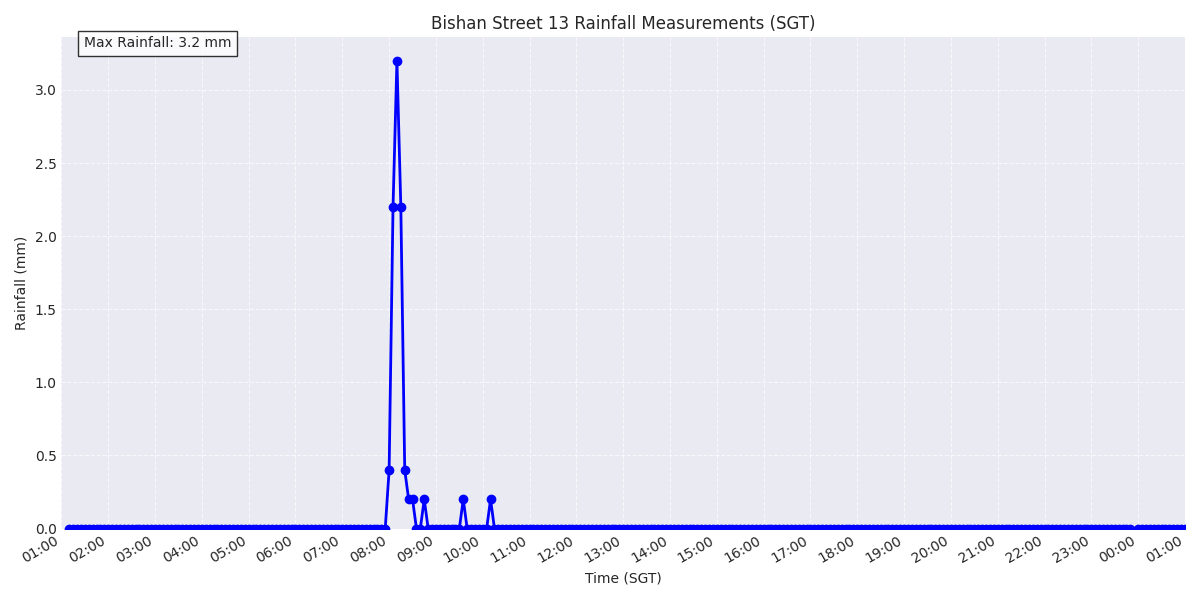 Bishan Street 13 Rainfall Measurements (SGT)
Max Rainfall: 3.2 mm
Rainfall (mm)
3.0
2.5
2.0
1.5
1.0
0.5
0.0
01:00 02:00 03:00 04:00 05:00 06:00 07:00 08:00 09:00 10:00 11:00 12:00 13:00 14:00 15:00 16:00 17:00 18:00 19:00 20:00 21:00 22:00 23:00 00:00 01:00
Time (SGT)